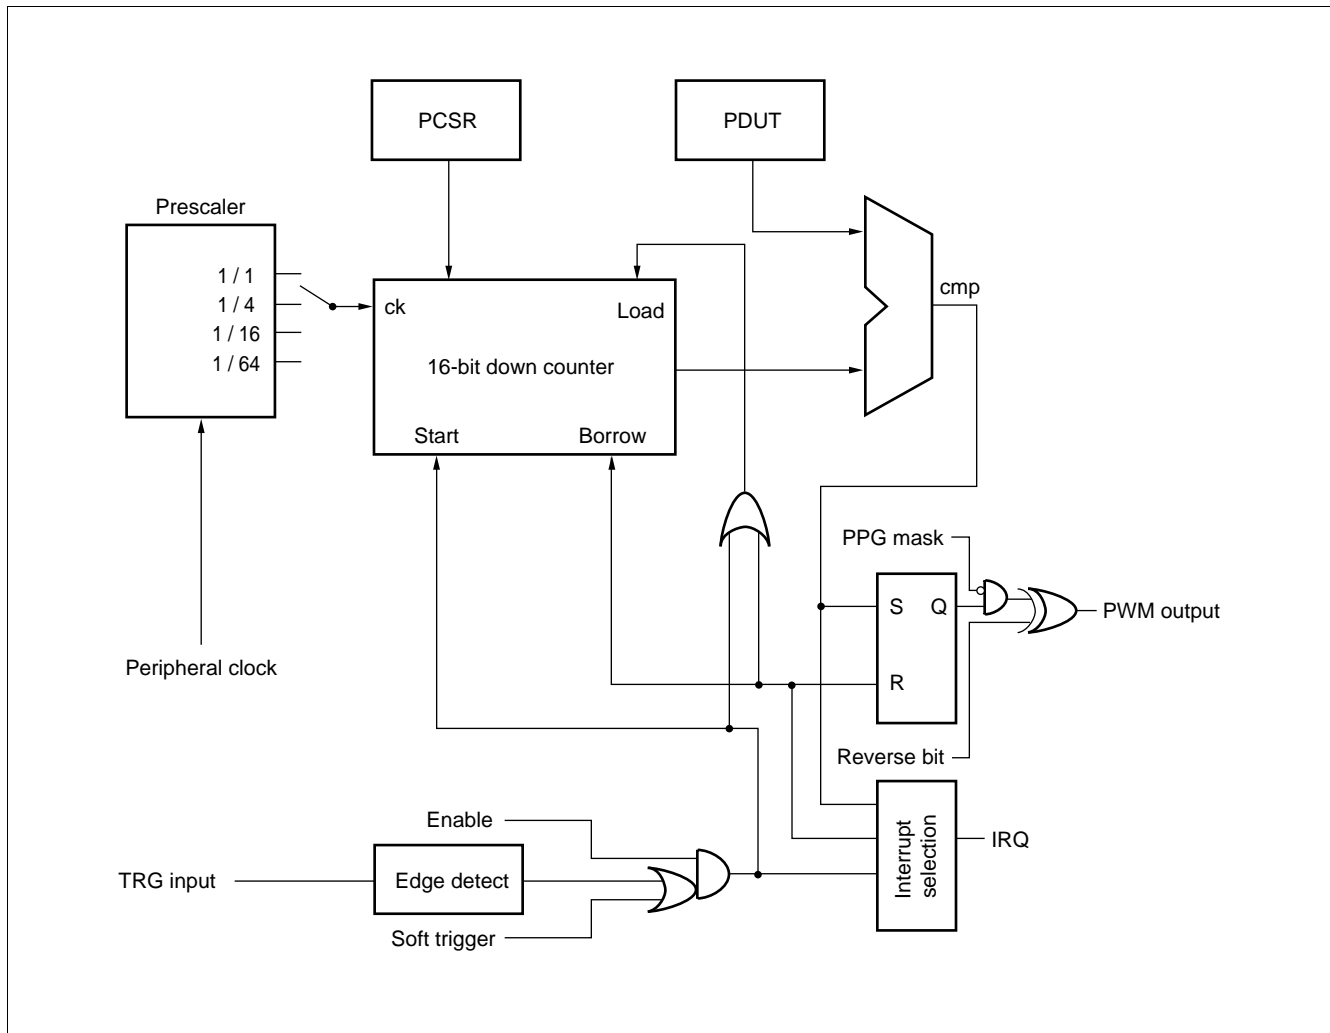 PCSR
PDUT
Prescaler
1 / 1
1 / 4
1 / 16
1 / 64
ck
Load
16-bit down counter
Start
Borrow
cmp
PPG mask
S
Q
R
PWM output
Peripheral clock
Reverse bit
Enable
TRG input
Edge detect
Soft trigger
Interrupt
selection
IRQ